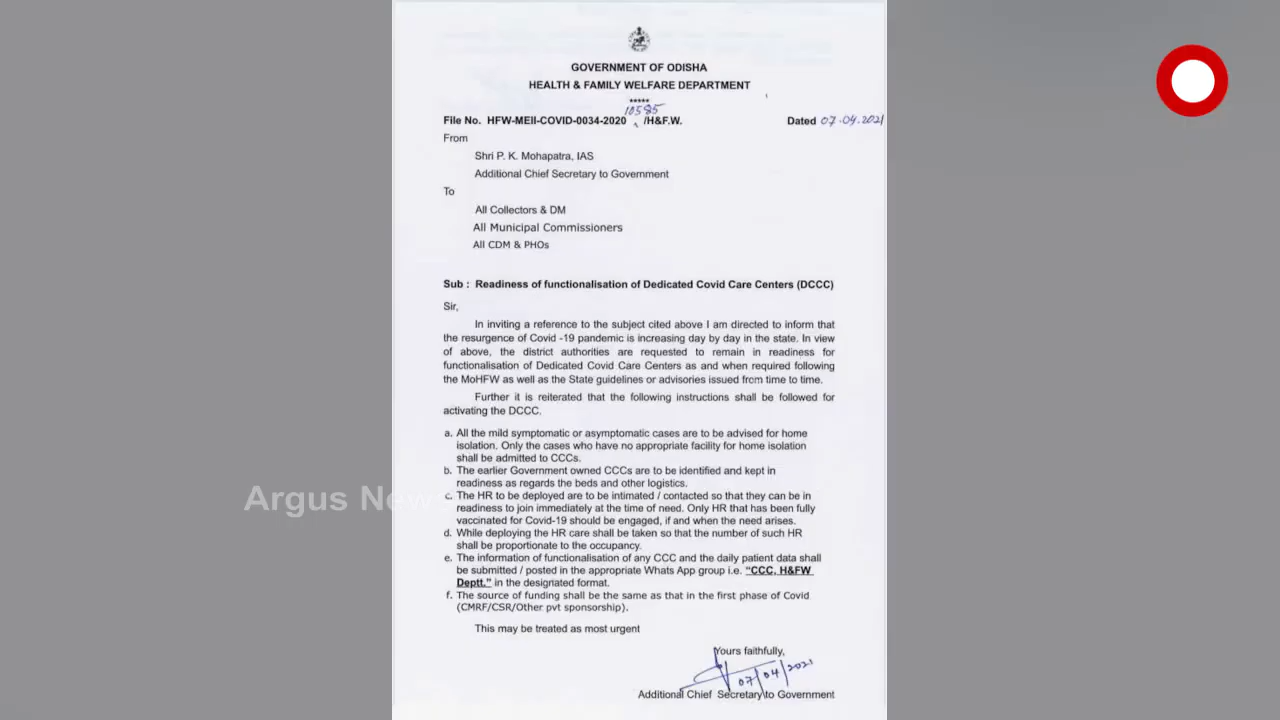 GOVERNMENT OF ODISHA
HEALTH & FAMILY WELFARE DEPARTMENT
*****
10585
File No. HFW-MEII-COVID-0034-2020 /H&F.W. Dated 07.04.2021
From
Shri P. K. Mohapatra, IAS
Additional Chief Secretary to Government
To
All Collectors & DM
All Municipal Commissioners
All CDM & PHOs
Sub : Readiness of functionalisation of Dedicated Covid Care Centers (DCCC)
Sir,
In inviting a reference to the subject cited above I am directed to inform that
the resurgence of Covid -19 pandemic is increasing day by day in the state. In view
of above, the district authorities are requested to remain in readiness for
functionalisation of Dedicated Covid Care Centers as and when required following
the MoHFW as well as the State guidelines or advisories issued from time to time.
Further it is reiterated that the following instructions shall be followed for
activating the DCCC.
a. All the mild symptomatic or asymptomatic cases are to be advised for home
isolation. Only the cases who have no appropriate facility for home isolation
shall be admitted to CCCs.
b. The earlier Government owned CCCs are to be identified and kept in
readiness as regards the beds and other logistics.
c. The HR to be deployed are to be intimated / contacted so that they can be in
readiness to join immediately at the time of need. Only HR that has been fully
vaccinated for Covid-19 should be engaged, if and when the need arises.
d. While deploying the HR care shall be taken so that the number of such HR
shall be proportionate to the occupancy.
e. The information of functionalisation of any CCC and the daily patient data shall
be submitted / posted in the appropriate Whats App group i.e. “CCC, H&FW
Deptt.” in the designated format.
f. The source of funding shall be the same as that in the first phase of Covid
(CMRF/CSR/Other pvt sponsorship).
This may be treated as most urgent
Yours faithfully,
07/04/2021
Additional Chief Secretary to Government
Argus News